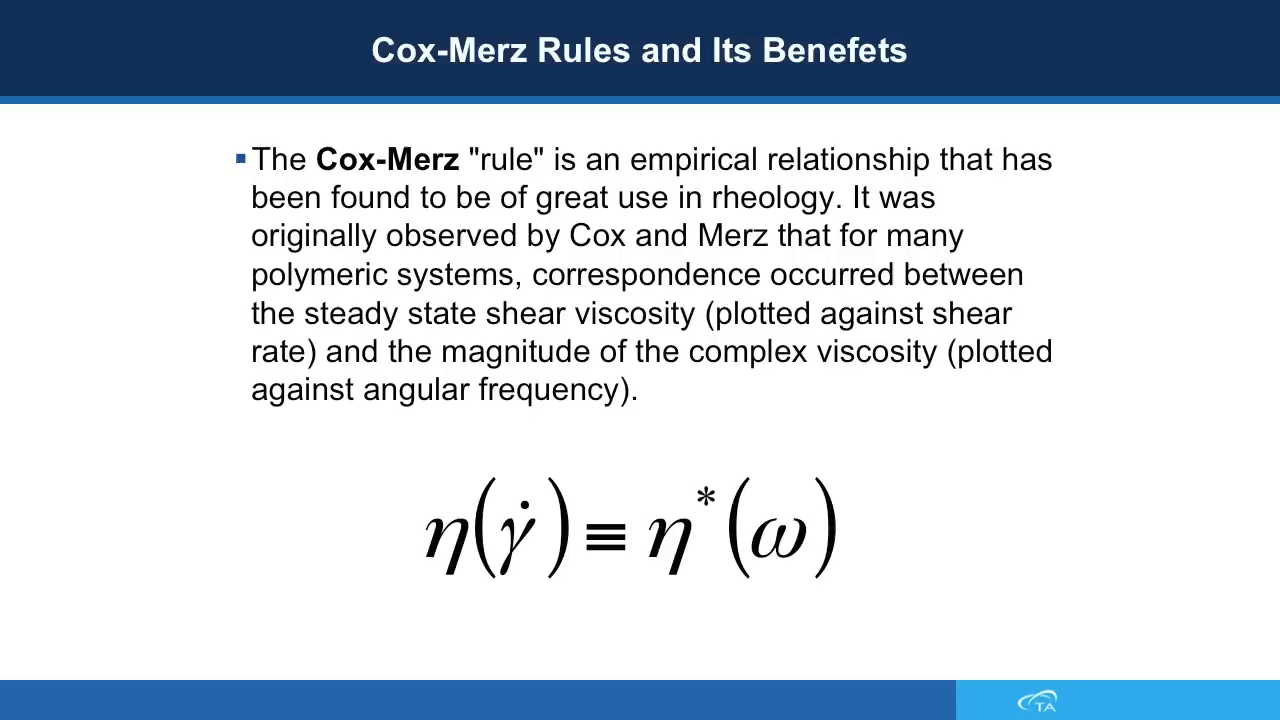 Cox-Merz Rules and Its Benefets
▪The Cox-Merz "rule" is an empirical relationship that has
been found to be of great use in rheology. It was
originally observed by Cox and Merz that for many
polymeric systems, correspondence occurred between
the steady state shear viscosity (plotted against shear
rate) and the magnitude of the complex viscosity (plotted
against angular frequency).
η(γ̇) ≡ η*(ω)
TA